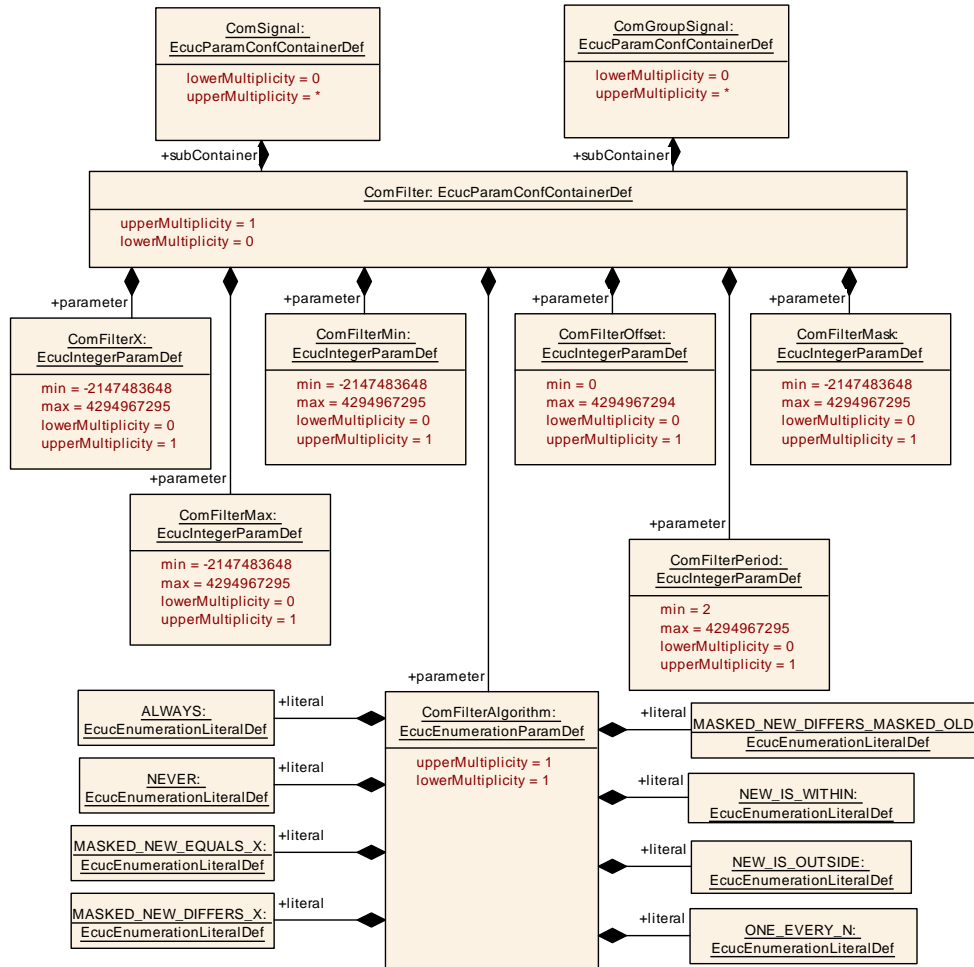 ComSignal:
EcucParamConfContainerDef
lowerMultiplicity = 0
upperMultiplicity = *
ComGroupSignal:
EcucParamConfContainerDef
lowerMultiplicity = 0
upperMultiplicity = *
+subContainer
+subContainer
ComFilter: EcucParamConfContainerDef
upperMultiplicity = 1
lowerMultiplicity = 0
+parameter
+parameter
+parameter
+parameter
ComFilterX:
EcucIntegerParamDef
min = -2147483648
max = 4294967295
lowerMultiplicity = 0
upperMultiplicity = 1
ComFilterMin:
EcucIntegerParamDef
min = -2147483648
max = 4294967295
lowerMultiplicity = 0
upperMultiplicity = 1
ComFilterOffset:
EcucIntegerParamDef
min = 0
max = 4294967294
lowerMultiplicity = 0
upperMultiplicity = 1
ComFilterMask:
EcucIntegerParamDef
min = -2147483648
max = 4294967295
lowerMultiplicity = 0
upperMultiplicity = 1
+parameter
ComFilterMax:
EcucIntegerParamDef
min = -2147483648
max = 4294967295
lowerMultiplicity = 0
upperMultiplicity = 1
+parameter
ComFilterPeriod:
EcucIntegerParamDef
min = 2
max = 4294967295
lowerMultiplicity = 0
upperMultiplicity = 1
+parameter
ComFilterAlgorithm:
EcucEnumerationParamDef
upperMultiplicity = 1
lowerMultiplicity = 1
ALWAYS:
EcucEnumerationLiteralDef
+literal
NEVER:
EcucEnumerationLiteralDef
+literal
MASKED_NEW_EQUALS_X:
EcucEnumerationLiteralDef
+literal
MASKED_NEW_DIFFERS_X:
EcucEnumerationLiteralDef
+literal
+literal
MASKED_NEW_DIFFERS_MASKED_OLD
EcucEnumerationLiteralDef
+literal
NEW_IS_WITHIN:
EcucEnumerationLiteralDef
+literal
NEW_IS_OUTSIDE:
EcucEnumerationLiteralDef
+literal
ONE_EVERY_N:
EcucEnumerationLiteralDef